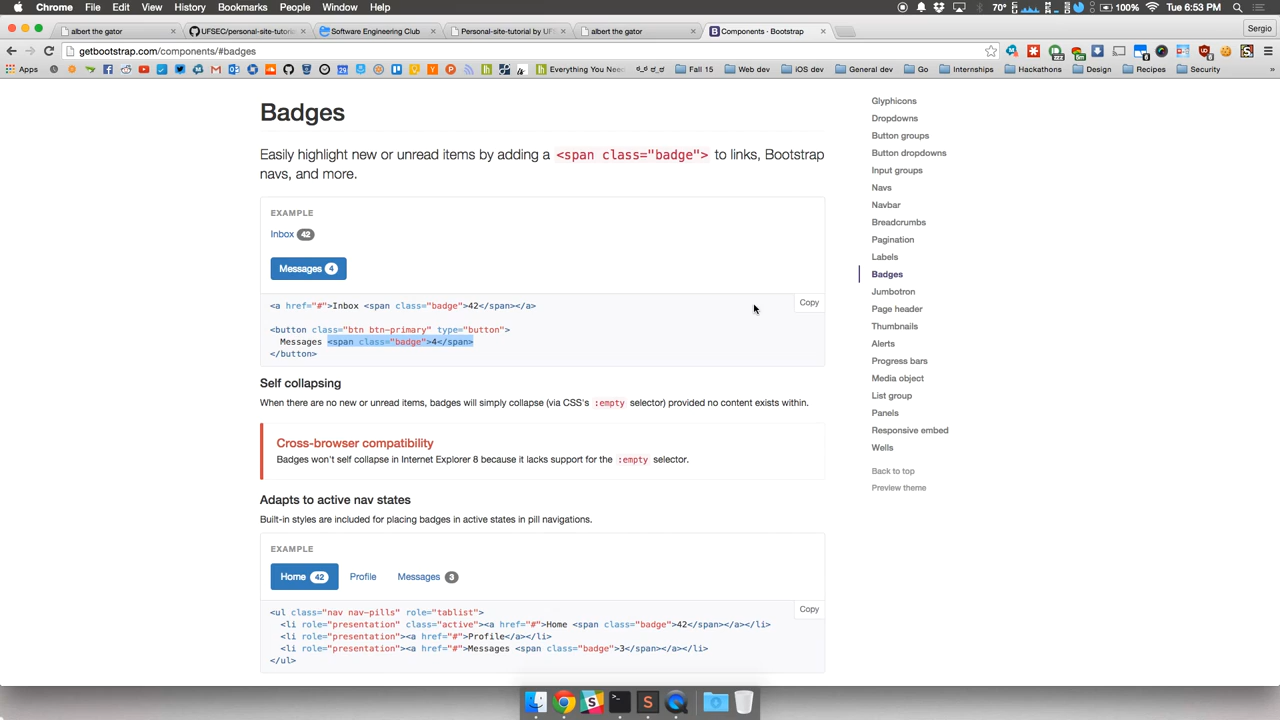 Chrome File Edit View History Bookmarks People Window Help
70° 100% Tue 6:53 PM
albert the gator
UFSEC/personal-site-tutorial
Software Engineering Club
Personal-site-tutorial by UF
albert the gator
Components · Bootstrap
Sergio
getbootstrap.com/components/#badges
Apps Everything You Nee Fall 15 Web dev iOS dev General dev Go Internships Hackathons Design Recipes Security »
Badges
Easily highlight new or unread items by adding a <span class="badge"> to links, Bootstrap
navs, and more.
EXAMPLE
Inbox 42
Messages 4
Copy
<a href="#">Inbox <span class="badge">42</span></a>
<button class="btn btn-primary" type="button">
Messages <span class="badge">4</span>
</button>
Self collapsing
When there are no new or unread items, badges will simply collapse (via CSS's :empty selector) provided no content exists within.
Cross-browser compatibility
Badges won't self collapse in Internet Explorer 8 because it lacks support for the :empty selector.
Adapts to active nav states
Built-in styles are included for placing badges in active states in pill navigations.
EXAMPLE
Home 42 Profile Messages 3
Copy
<ul class="nav nav-pills" role="tablist">
<li role="presentation" class="active"><a href="#">Home <span class="badge">42</span></a></li>
<li role="presentation"><a href="#">Profile</a></li>
<li role="presentation"><a href="#">Messages <span class="badge">3</span></a></li>
</ul>
Glyphicons
Dropdowns
Button groups
Button dropdowns
Input groups
Navs
Navbar
Breadcrumbs
Pagination
Labels
Badges
Jumbotron
Page header
Thumbnails
Alerts
Progress bars
Media object
List group
Panels
Responsive embed
Wells
Back to top
Preview theme